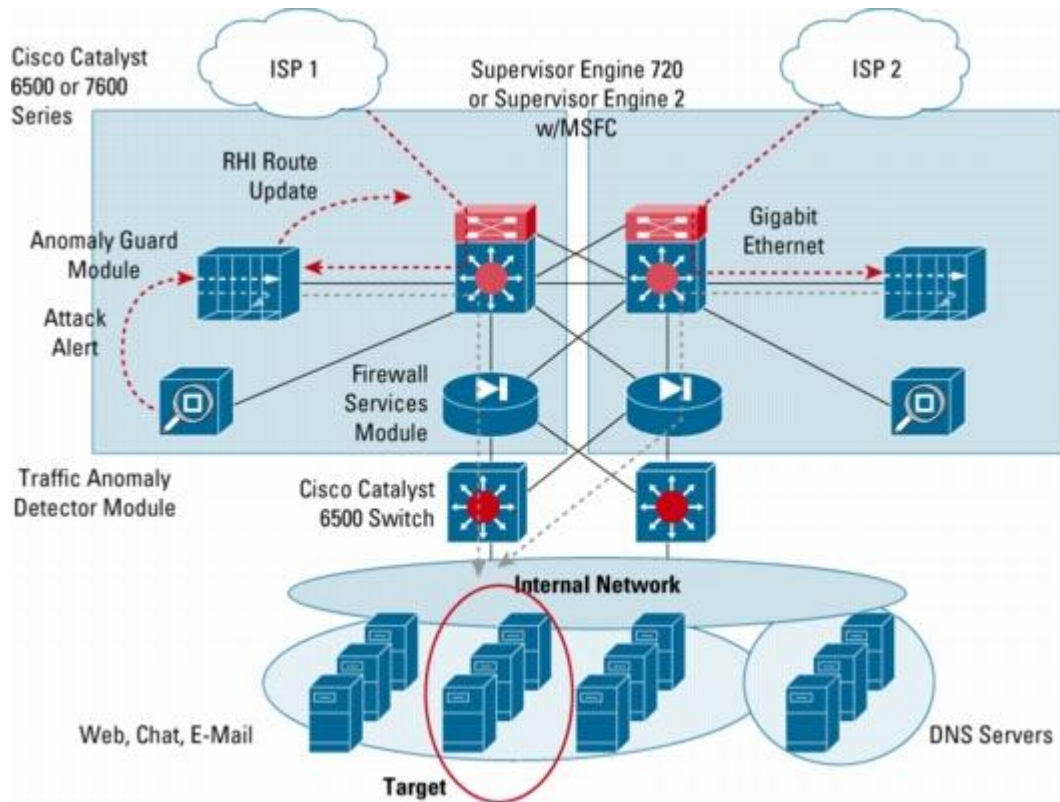 Cisco Catalyst
6500 or 7600
Series
ISP 1
Supervisor Engine 720
or Supervisor Engine 2
w/MSFC
ISP 2
RHI Route
Update
Anomaly Guard
Module
Gigabit
Ethernet
Attack
Alert
Firewall
Services
Module
Traffic Anomaly
Detector Module
Cisco Catalyst
6500 Switch
Internal Network
Web, Chat, E-Mail
DNS Servers
Target